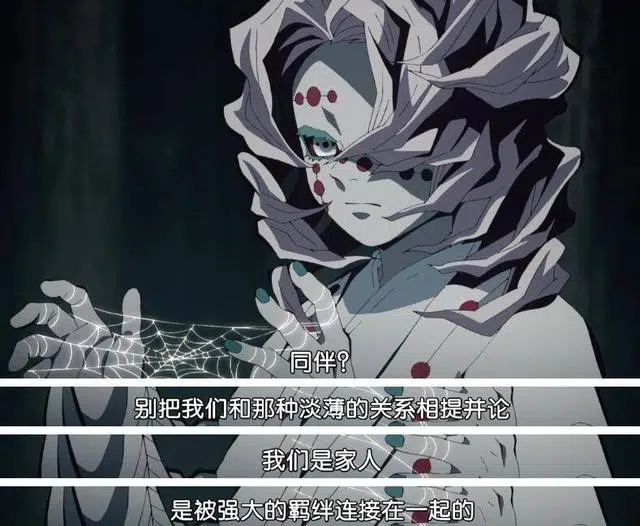 同伴?
别把我们和那种淡薄的关系相提并论
我们是家人
是被强大的羁绊连接在一起的